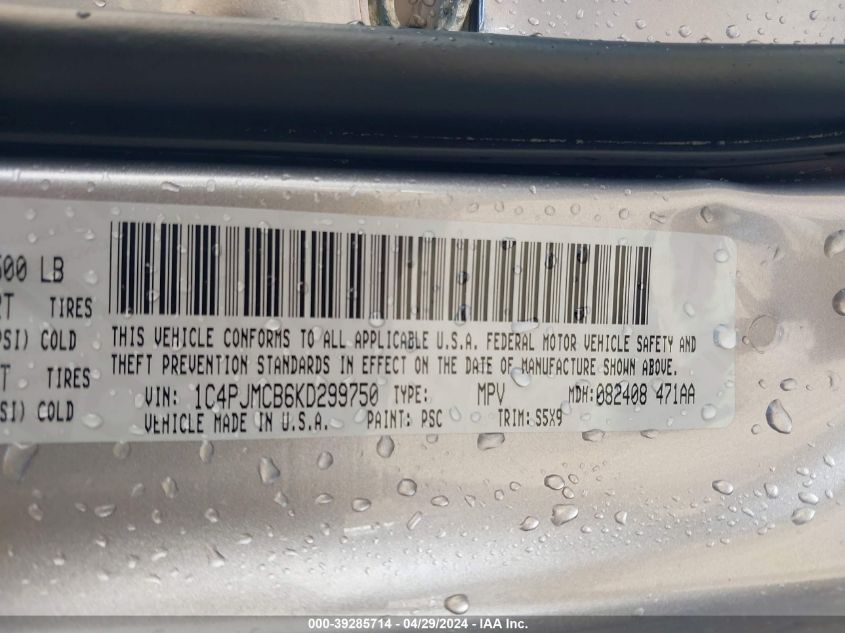 500 LB
TIRES
PSI) COLD
TIRES
SI) COLD
THIS VEHICLE CONFORMS TO ALL APPLICABLE U.S.A. FEDERAL MOTOR VEHICLE SAFETY AND
THEFT PREVENTION STANDARDS IN EFFECT ON THE DATE OF MANUFACTURE SHOWN ABOVE.
VIN: 1C4PJMCB6KD299750 TYPE: MPV MDH: 082408 471AA
VEHICLE MADE IN U.S.A. PAINT: PSC TRIM: S5X9
000-39285714 - 04/29/2024 - IAA Inc.